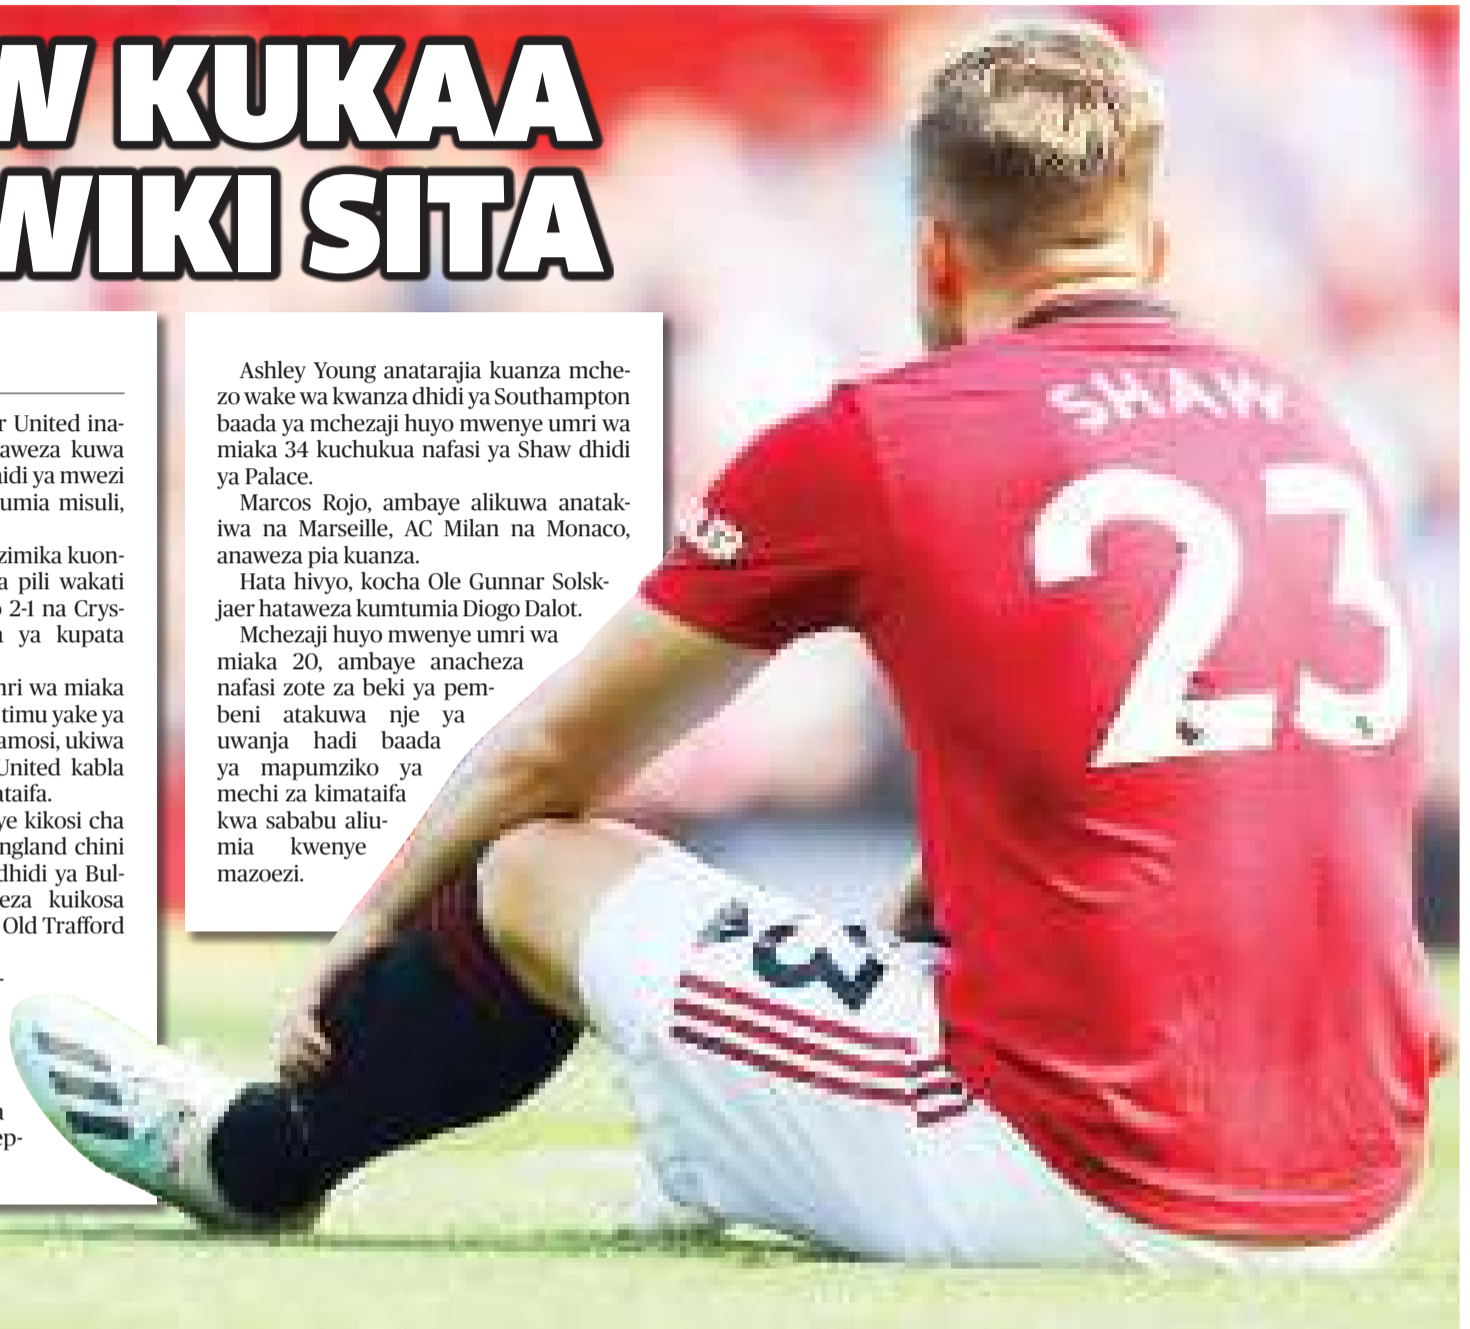 W KUKAA
WIKI SITA
r United ina-
aweza kuwa
idi ya mwezi
umia misuli,
zimika kuon-
a pili wakati
2-1 na Crys-
a ya kupata
ri wa miaka
timu yake ya
amosi, ukiwa
United kabla
ataifa.
ye kikosi cha
ngland chini
dhidi ya Bul-
eza kuikosa
Old Trafford
a
ep-
Ashley Young anatarajia kuanza mche-
zo wake wa kwanza dhidi ya Southampton
baada ya mchezaji huyo mwenye umri wa
miaka 34 kuchukua nafasi ya Shaw dhidi
ya Palace.
Marcos Rojo, ambaye alikuwa anatak-
iwa na Marseille, AC Milan na Monaco,
anaweza pia kuanza.
Hata hivyo, kocha Ole Gunnar Solsk-
jaer hataweza kumtumia Diogo Dalot.
Mchezaji huyo mwenye umri wa
miaka 20, ambaye anacheza
nafasi zote za beki ya pem-
beni atakuwa nje ya
uwanja hadi baada
ya mapumziko ya
mechi za kimataifa
kwa sababu aliu-
mia kwenye
mazoezi.
SHAW
23
3